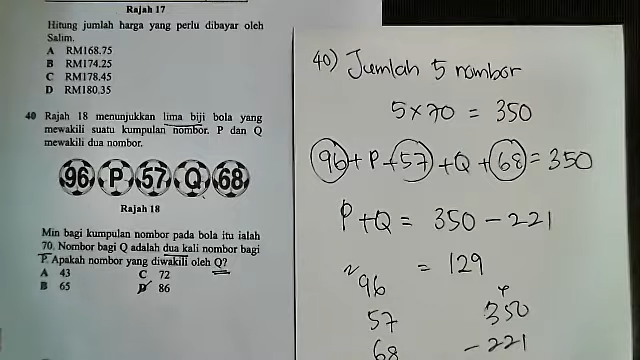 Rajah 17
Hitung jumlah harga yang perlu dibayar oleh
Salim.
A RM168.75
B RM174.25
C RM178.45
D RM180.35
40 Rajah 18 menunjukkan lima biji bola yang
mewakili suatu kumpulan nombor. P dan Q
mewakili dua nombor.
96 P 57 Q 68
Rajah 18
Min bagi kumpulan nombor pada bola itu ialah
70. Nombor bagi Q adalah dua kali nombor bagi
P. Apakah nombor yang diwakili oleh Q?
A 43 C 72
B 65 D 86
40) Jumlah 5 nombor
5 × 70 = 350
96 + P + 57 + Q + 68 = 350
P + Q = 350 - 221
= 129
2
96
57
68
4
350
- 221